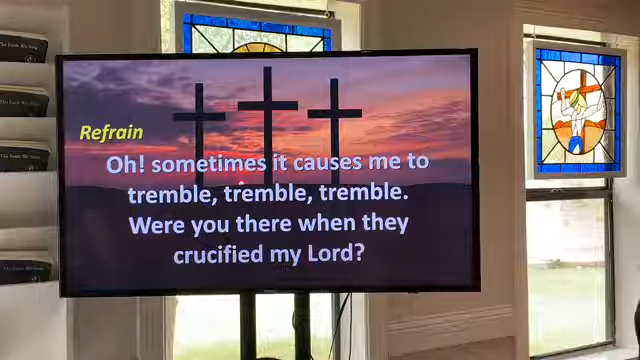 Refrain
Oh! sometimes it causes me to
tremble, tremble, tremble.
Were you there when they
crucified my Lord?